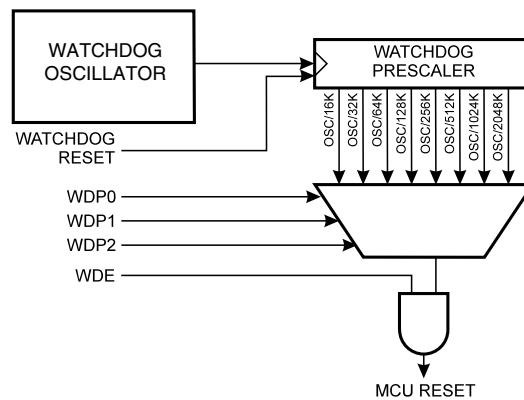 WATCHDOG
OSCILLATOR
WATCHDOG
PRESCALER
WATCHDOG
RESET
OSC/16K
OSC/32K
OSC/64K
OSC/128K
OSC/256K
OSC/512K
OSC/1024K
OSC/2048K
WDP0
WDP1
WDP2
WDE
MCU RESET